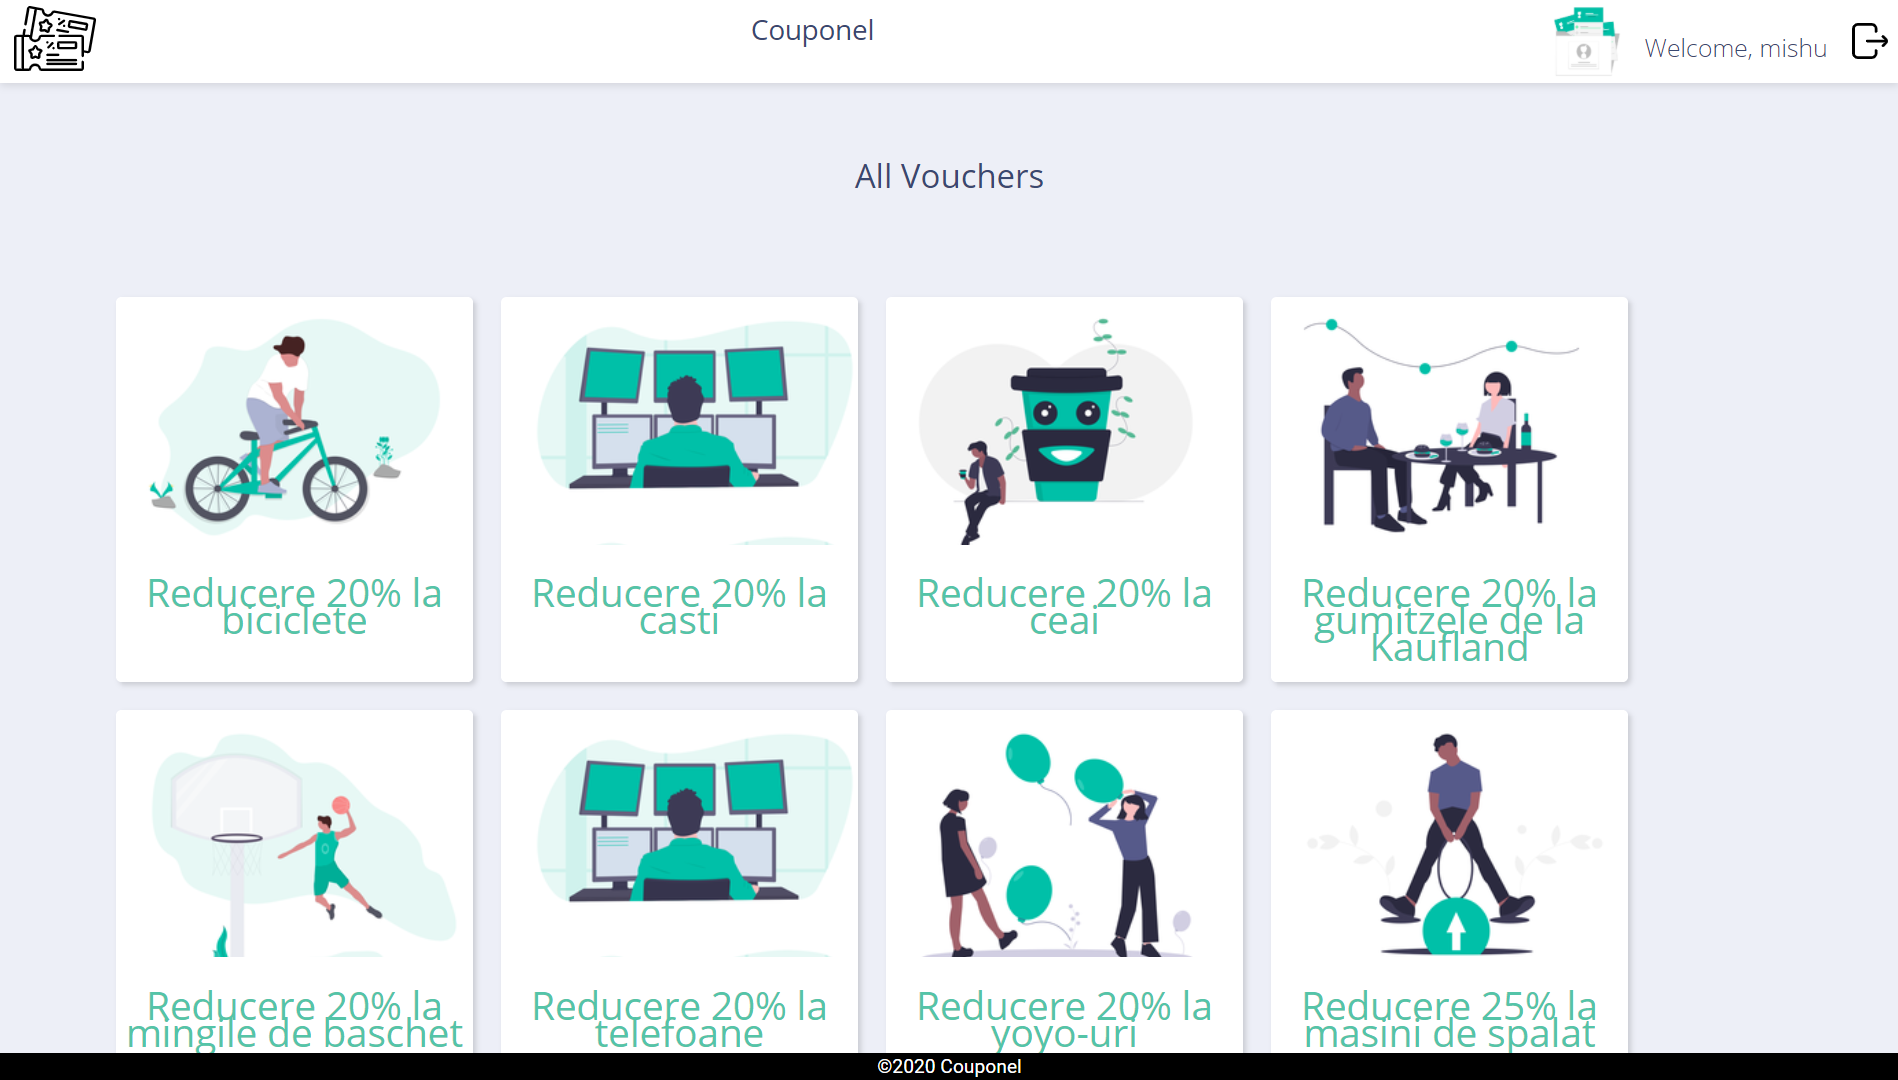 Couponel
Welcome, mishu
All Vouchers
Reducere 20% la
biciclete
Reducere 20% la
casti
Reducere 20% la
ceai
Reducere 20% la
gumitzele de la
Kaufland
Reducere 20% la
mingile de baschet
Reducere 20% la
telefoane
Reducere 20% la
yoyo-uri
Reducere 25% la
masini de spalat
©2020 Couponel